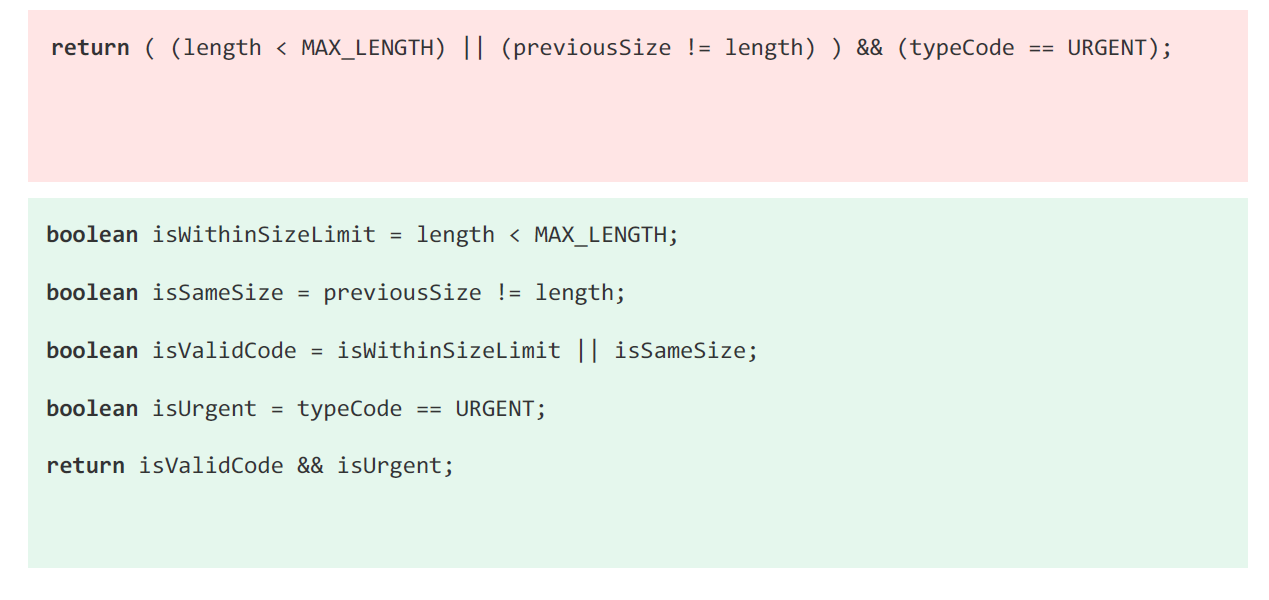 return ( (length < MAX_LENGTH) || (previousSize != length) ) && (typeCode == URGENT);
boolean isWithinSizeLimit = length < MAX_LENGTH;
boolean isSameSize = previousSize != length;
boolean isValidCode = isWithinSizeLimit || isSameSize;
boolean isUrgent = typeCode == URGENT;
return isValidCode && isUrgent;